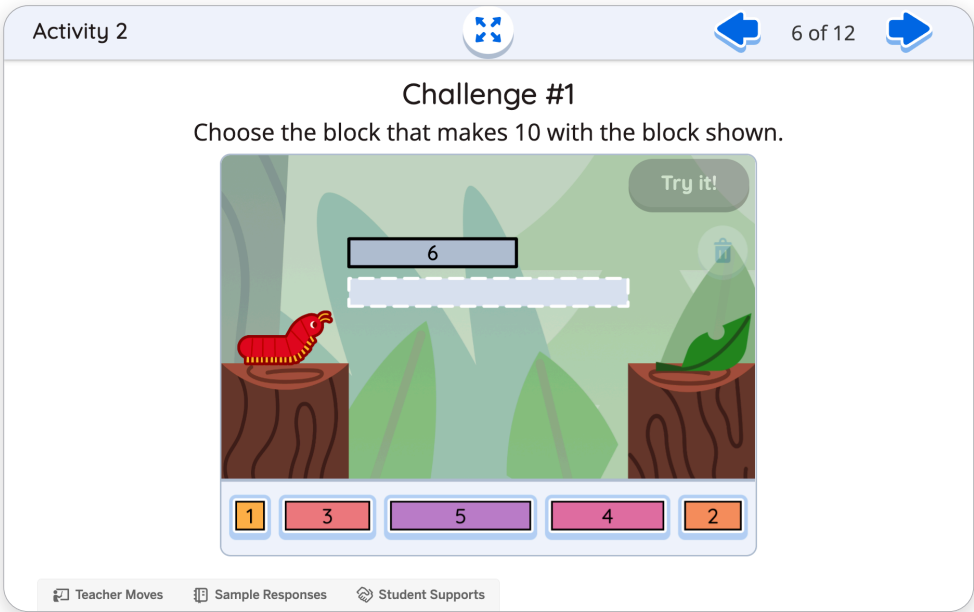 Activity 2
6 of 12
Challenge #1
Choose the block that makes 10 with the block shown.
Try it!
6
1
3
5
4
2
Teacher Moves
Sample Responses
Student Supports